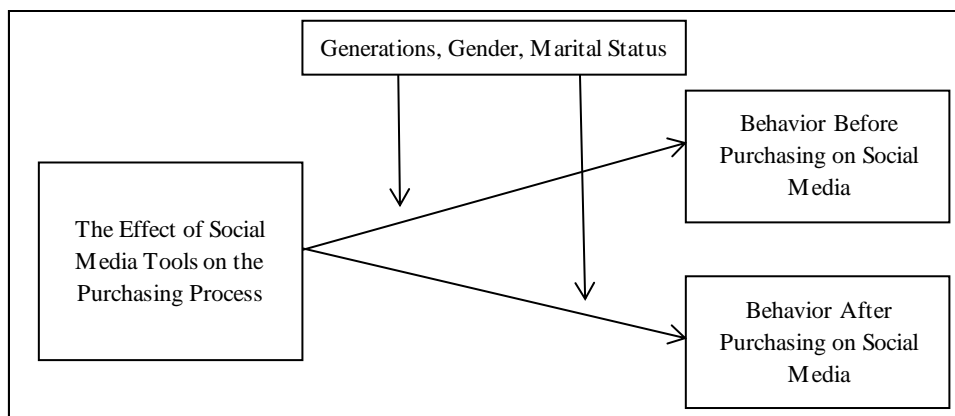 Generations, Gender, Marital Status
Behavior Before
Purchasing on Social
Media
The Effect of Social
Media Tools on the
Purchasing Process
Behavior After
Purchasing on Social
Media